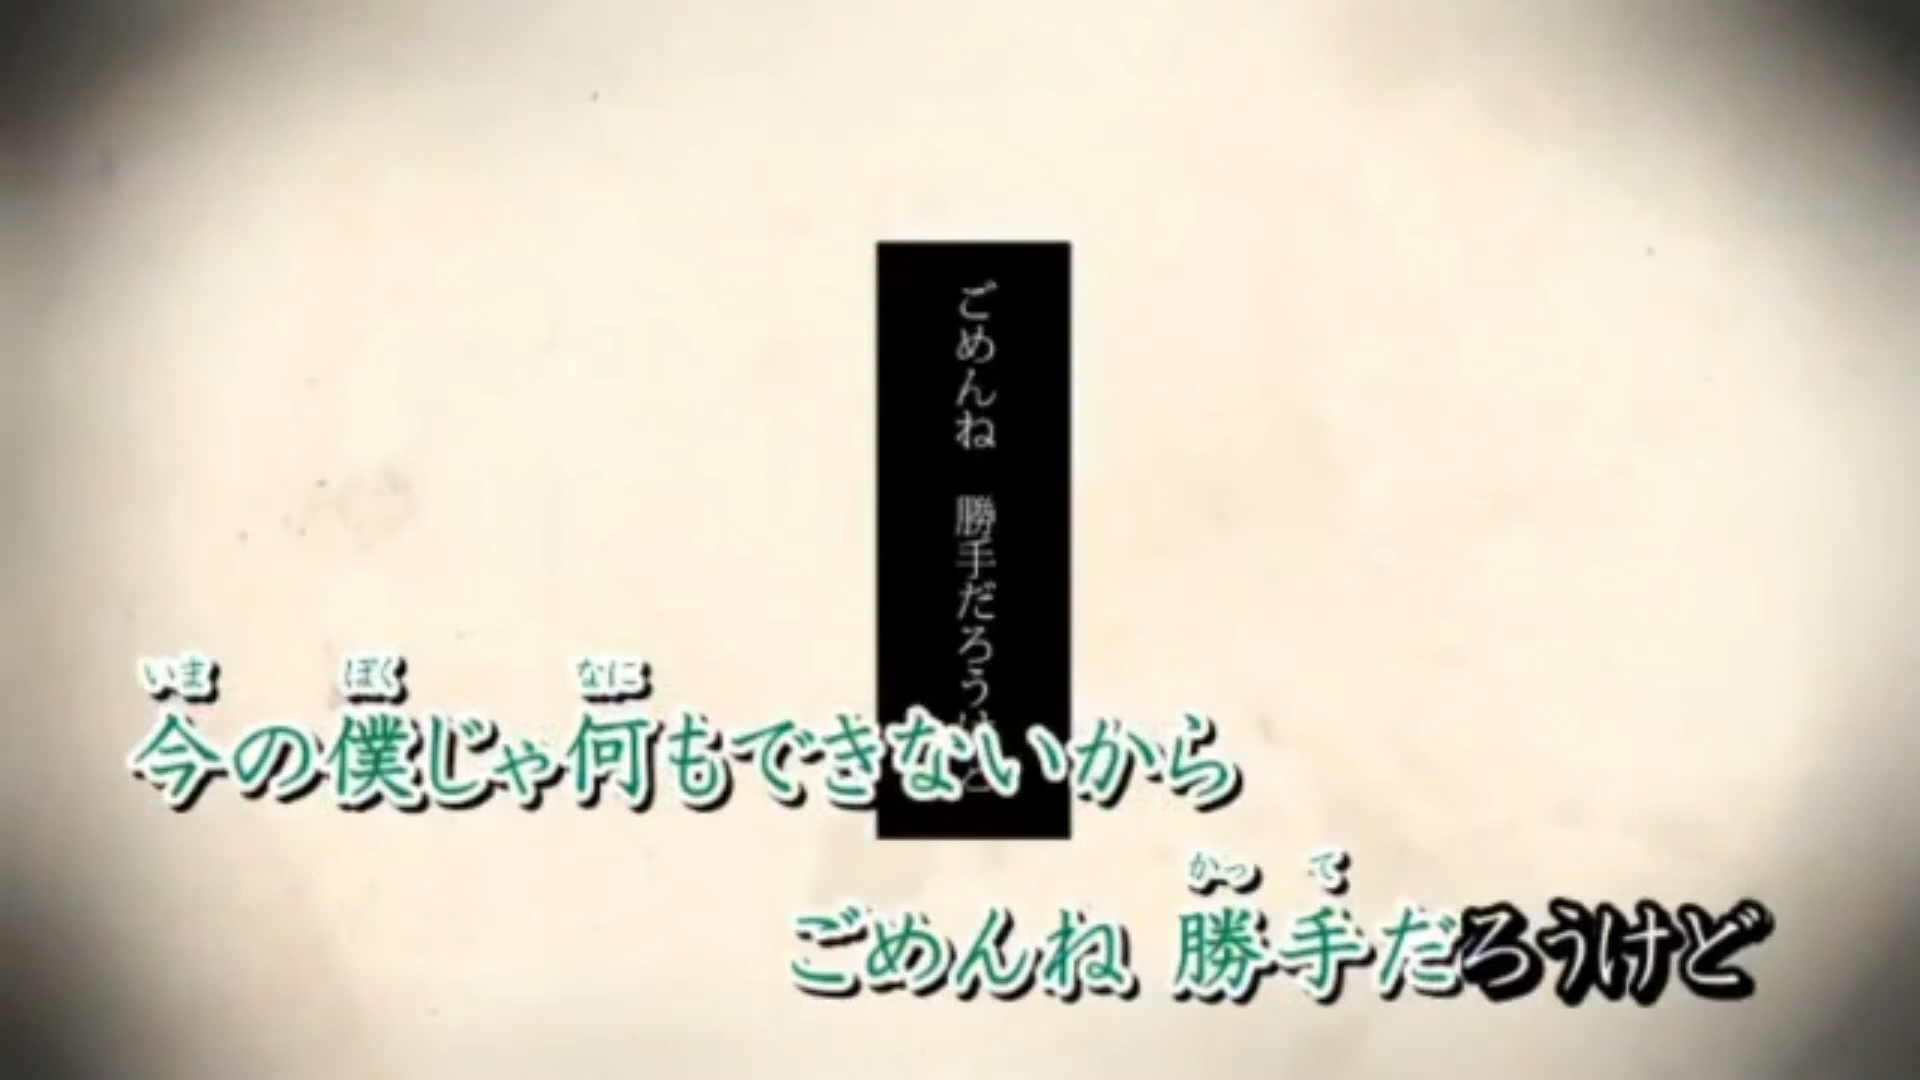 ごめんね 勝手だろうけど
いま ぼく なに
今の僕じゃ何もできないから
かっ て
ごめんね 勝手だろうけど